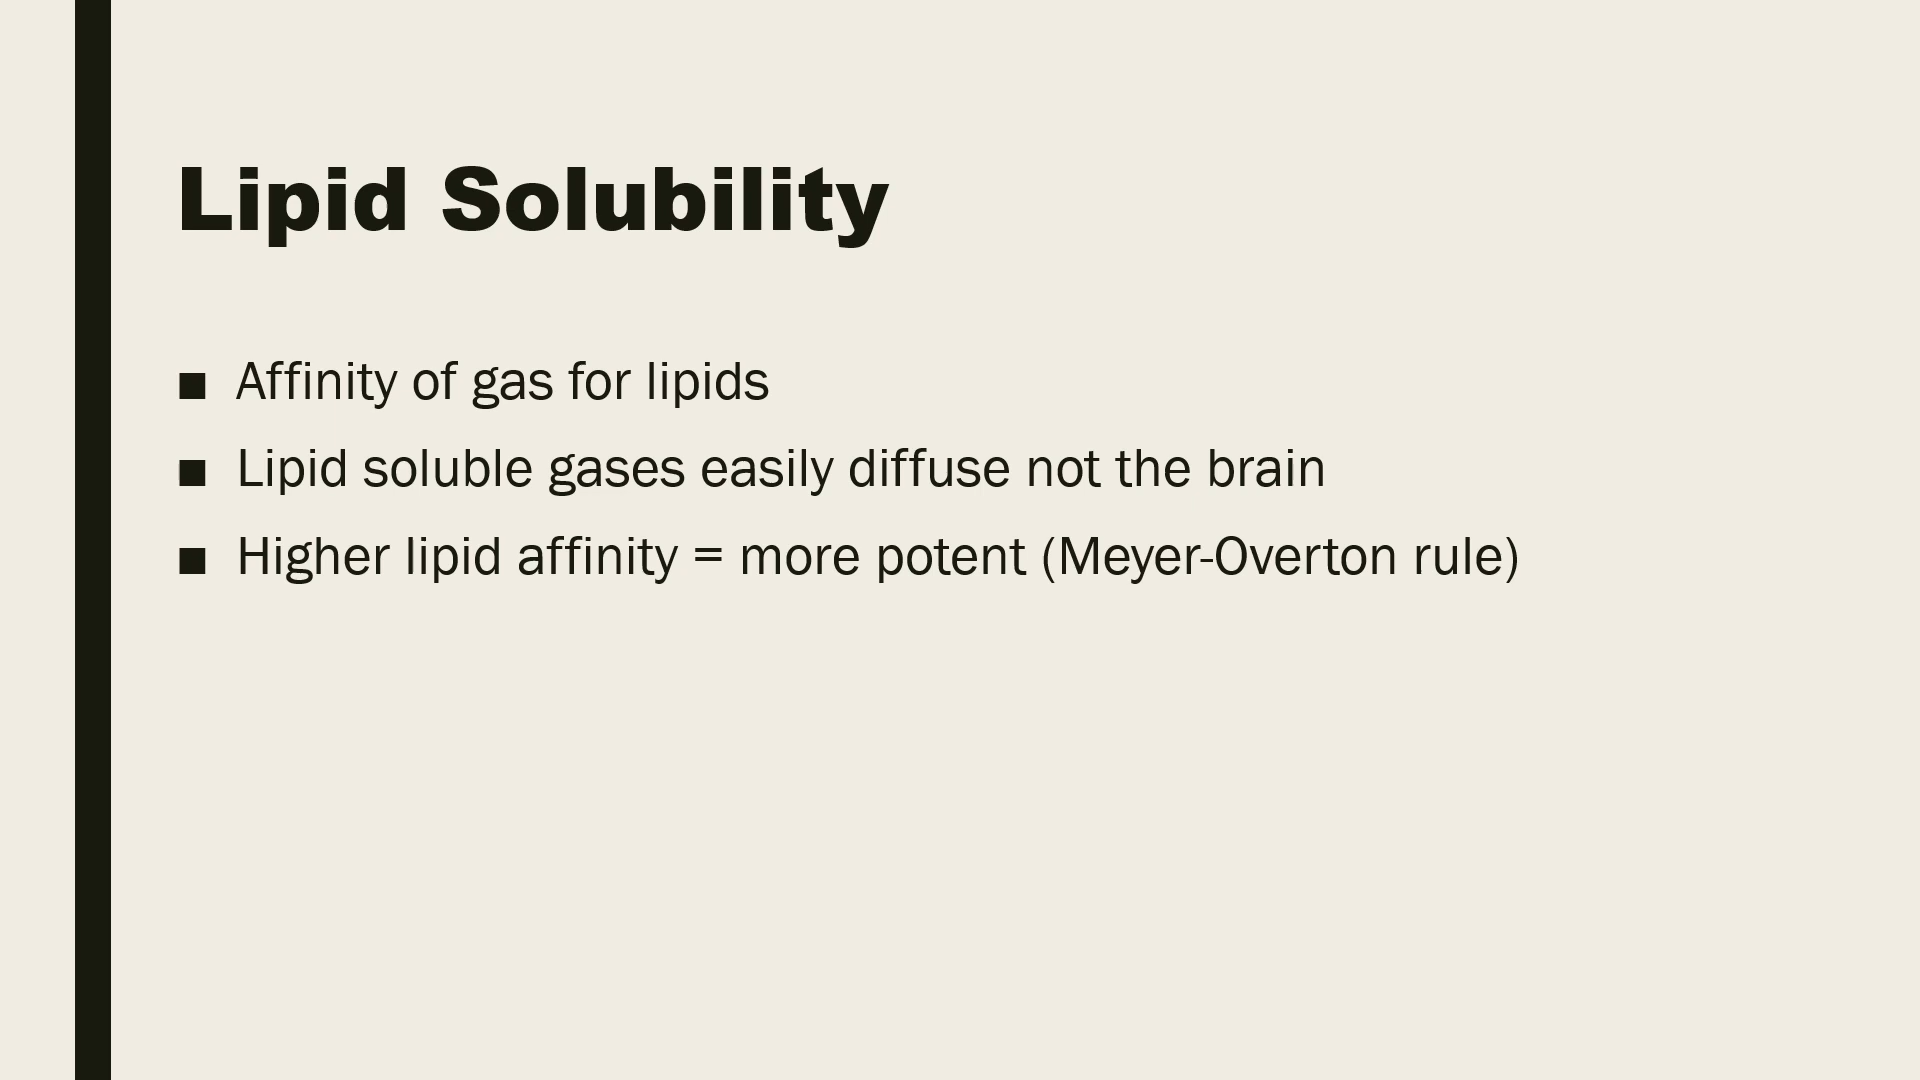 Lipid Solubility
■ Affinity of gas for lipids
■ Lipid soluble gases easily diffuse not the brain
■ Higher lipid affinity = more potent (Meyer-Overton rule)